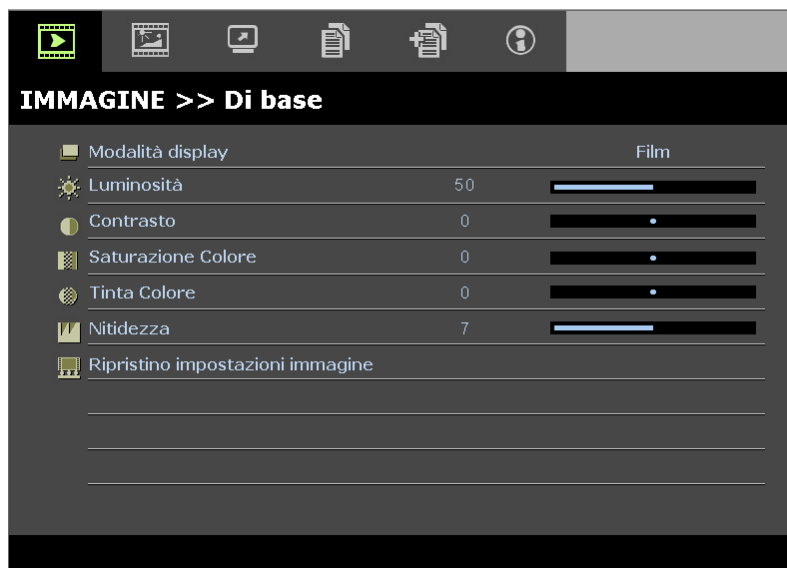 IMMAGINE >> Di base
Modalità display Film
Luminosità 50
Contrasto 0
Saturazione Colore 0
Tinta Colore 0
Nitidezza 7
Ripristino impostazioni immagine